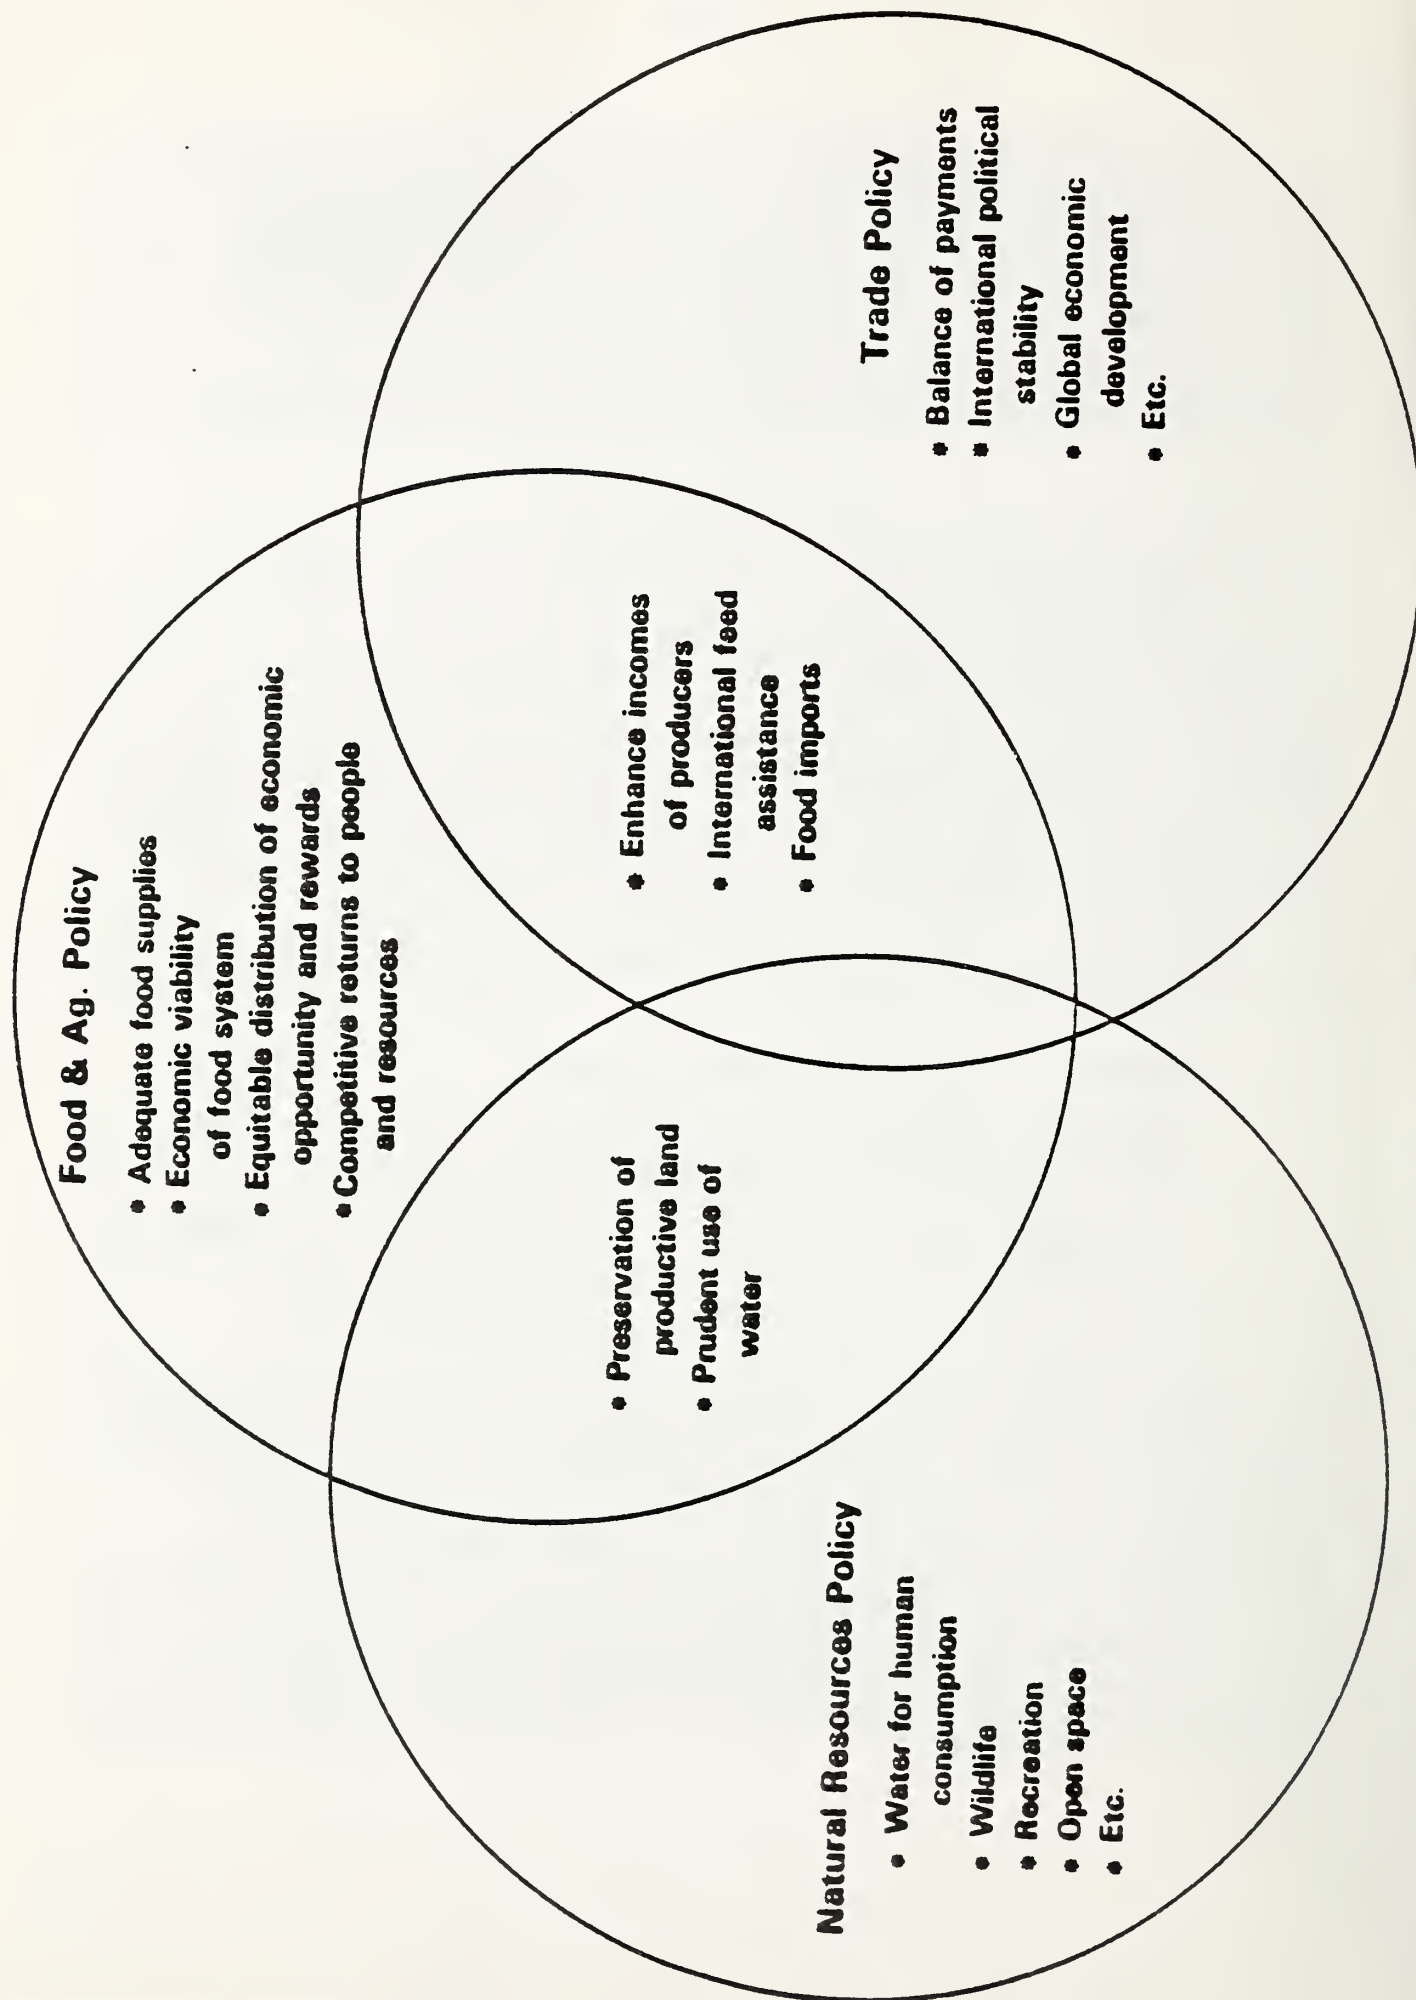 Food & Ag. Policy
• Adequate food supplies
• Economic viability
of food system
• Equitable distribution of economic
opportunity and rewards
• Competitive returns to people
and resources
• Preservation of
productive land
• Prudent use of
water
• Enhance incomes
of producers
• International feed
assistance
• Food imports
Natural Resources Policy
• Water for human
consumption
• Wildlife
• Recreation
• Open space
• Etc.
Trade Policy
• Balance of payments
• International political
stability
• Global economic
development
• Etc.